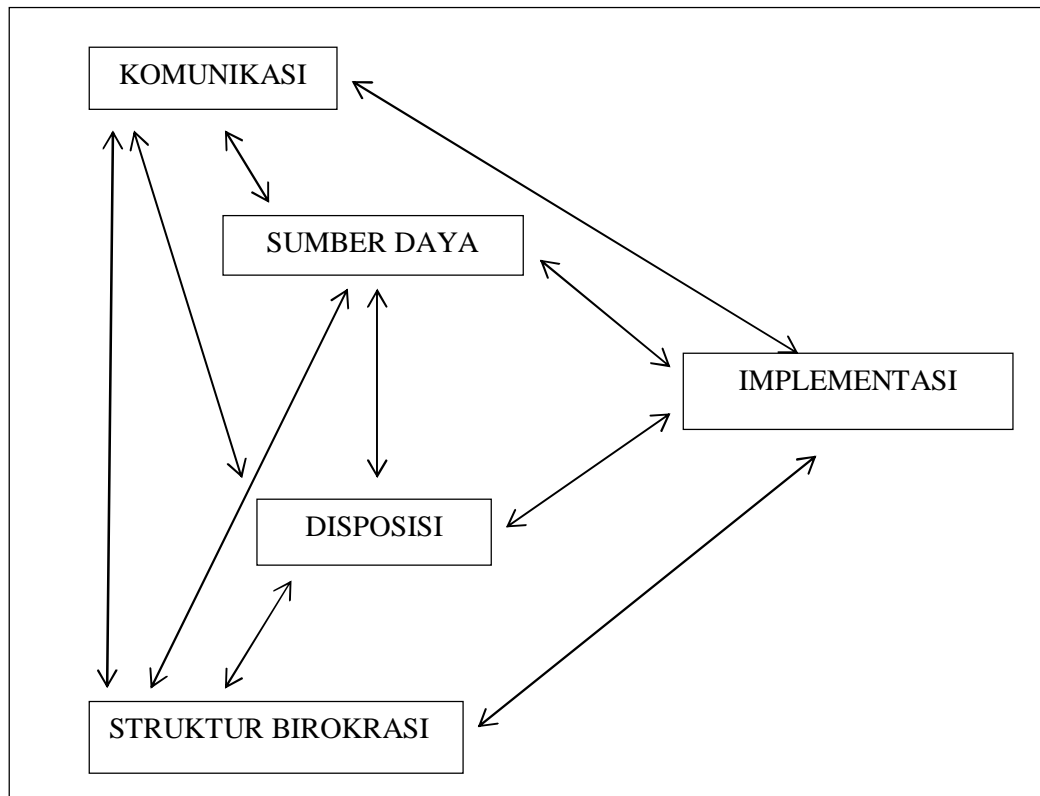 KOMUNIKASI
SUMBER DAYA
IMPLEMENTASI
DISPOSISI
STRUKTUR BIROKRASI